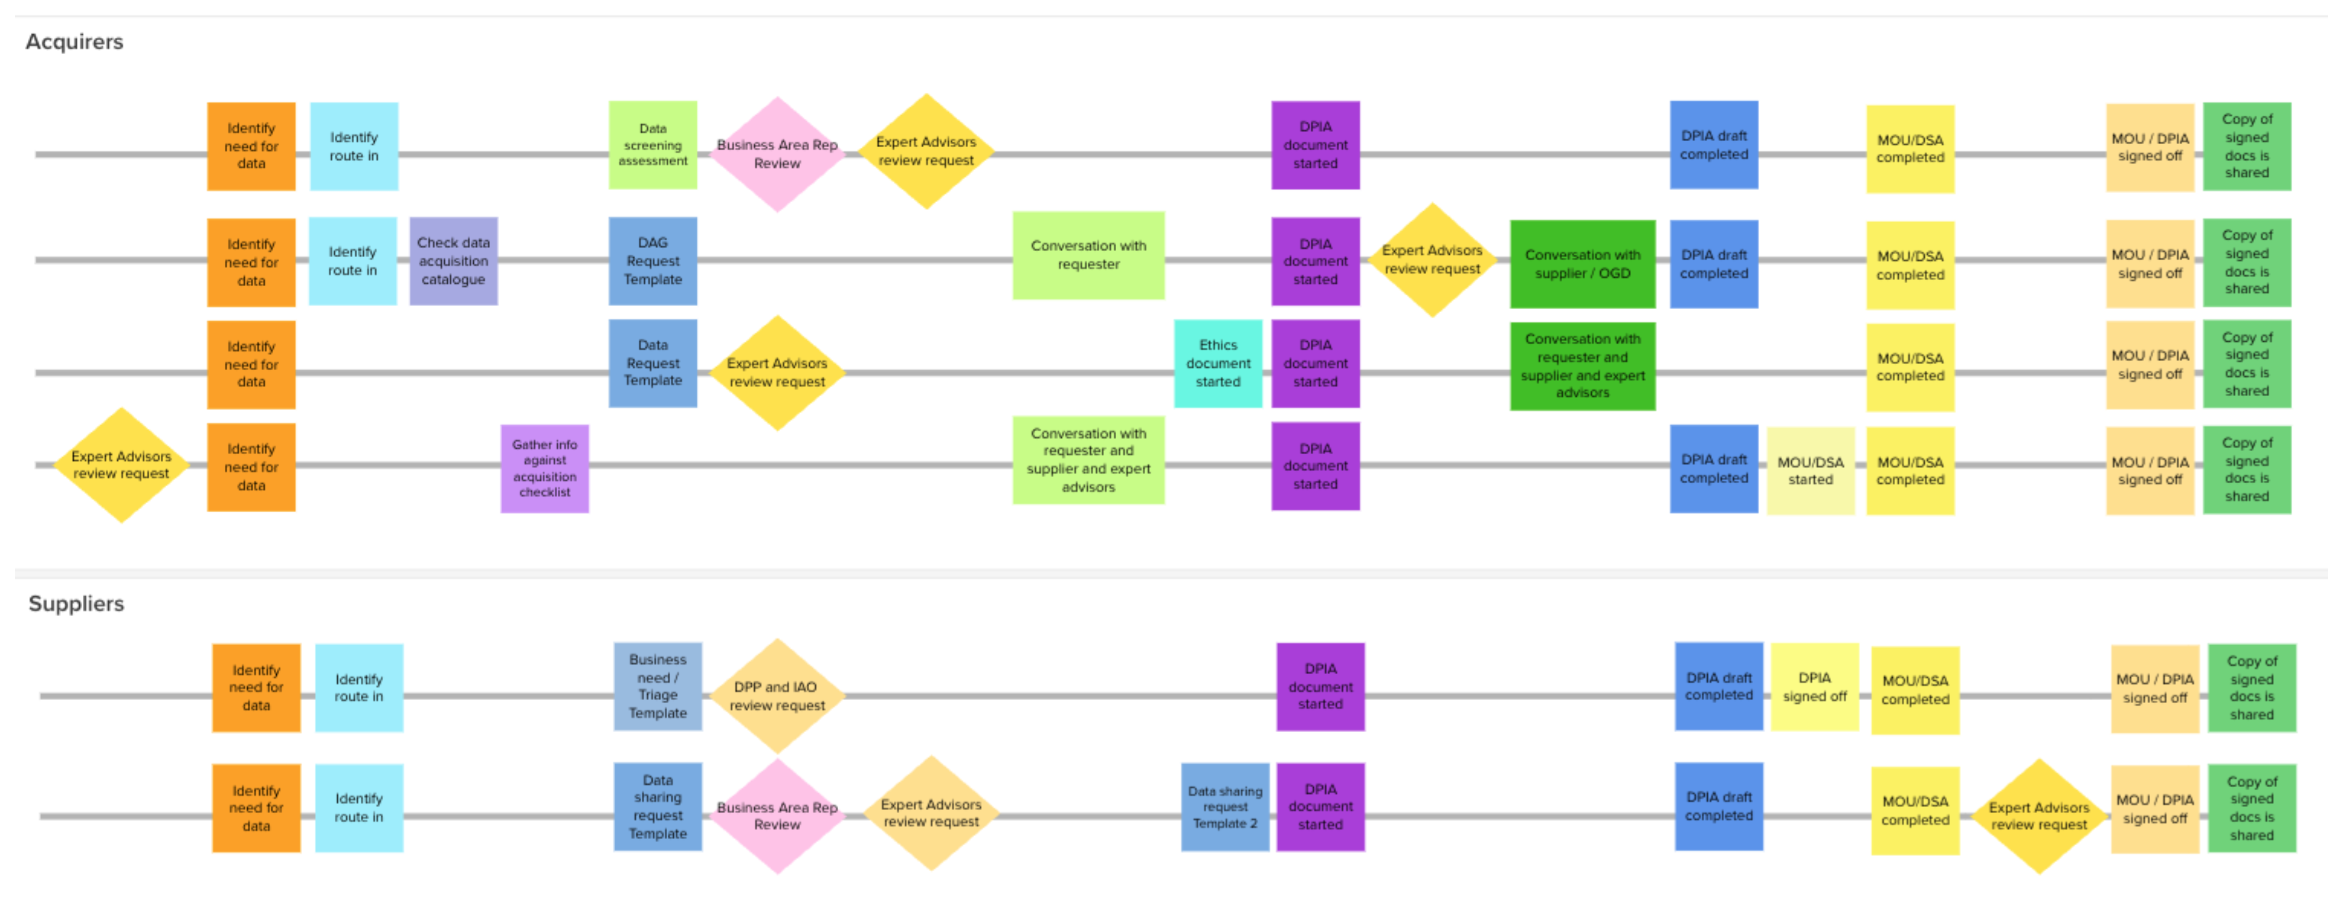 Acquirers
Identify
need for
data
Identify
route in
Data
screening
assessment
Business Area Rep
Review
Expert Advisors
review request
DPIA
document
started
DPIA draft
completed
MOU/DSA
completed
MOU / DPIA
signed off
Copy of
signed
docs is
shared
Identify
need for
data
Identify
route in
Check data
acquisition
catalogue
DAG
Request
Template
Conversation with
requester
DPIA
document
started
Expert Advisors
review request
Conversation with
supplier / OGD
DPIA draft
completed
MOU/DSA
completed
MOU / DPIA
signed off
Copy of
signed
docs is
shared
Identify
need for
data
Data
Request
Template
Expert Advisors
review request
Ethics
document
started
DPIA
document
started
Conversation with
requester and
supplier and expert
advisors
MOU/DSA
completed
MOU / DPIA
signed off
Copy of
signed
docs is
shared
Expert Advisors
review request
Identify
need for
data
Gather info
against
acquisition
checklist
Conversation with
requester and
supplier and expert
advisors
DPIA
document
started
DPIA draft
completed
MOU/DSA
started
MOU/DSA
completed
MOU / DPIA
signed off
Copy of
signed
docs is
shared
Suppliers
Identify
need for
data
Identify
route in
Business
need /
Triage
Template
DPP and IAO
review request
DPIA
document
started
DPIA draft
completed
DPIA
signed off
MOU/DSA
completed
MOU / DPIA
signed off
Copy of
signed
docs is
shared
Identify
need for
data
Identify
route in
Data
sharing
request
Template
Business Area Rep
Review
Expert Advisors
review request
Data sharing
request
Template 2
DPIA
document
started
DPIA draft
completed
MOU/DSA
completed
Expert Advisors
review request
MOU / DPIA
signed off
Copy of
signed
docs is
shared